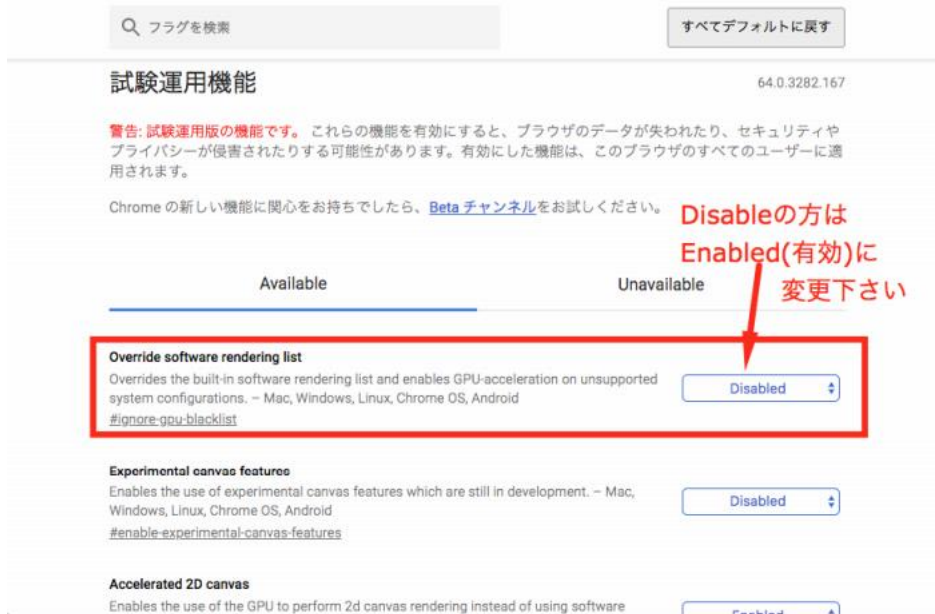 フラグを検索
すべてデフォルトに戻す
試験運用機能
64.0.3282.167
警告: 試験運用版の機能です。 これらの機能を有効にすると、ブラウザのデータが失われたり、セキュリティや
プライバシーが侵害されたりする可能性があります。有効にした機能は、このブラウザのすべてのユーザーに適
用されます。
Chrome の新しい機能に関心をお持ちでしたら、Beta チャンネルをお試しください。
Disableの方は
Enabled(有効)に
変更下さい
Available
Unavailable
Override software rendering list
Overrides the built-in software rendering list and enables GPU-acceleration on unsupported
system configurations. – Mac, Windows, Linux, Chrome OS, Android
#ignore-gpu-blacklist
Disabled
Experimental canvas features
Enables the use of experimental canvas features which are still in development. – Mac,
Windows, Linux, Chrome OS, Android
#enable-experimental-canvas-features
Disabled
Accelerated 2D canvas
Enables the use of the GPU to perform 2d canvas rendering instead of using software
Enabled